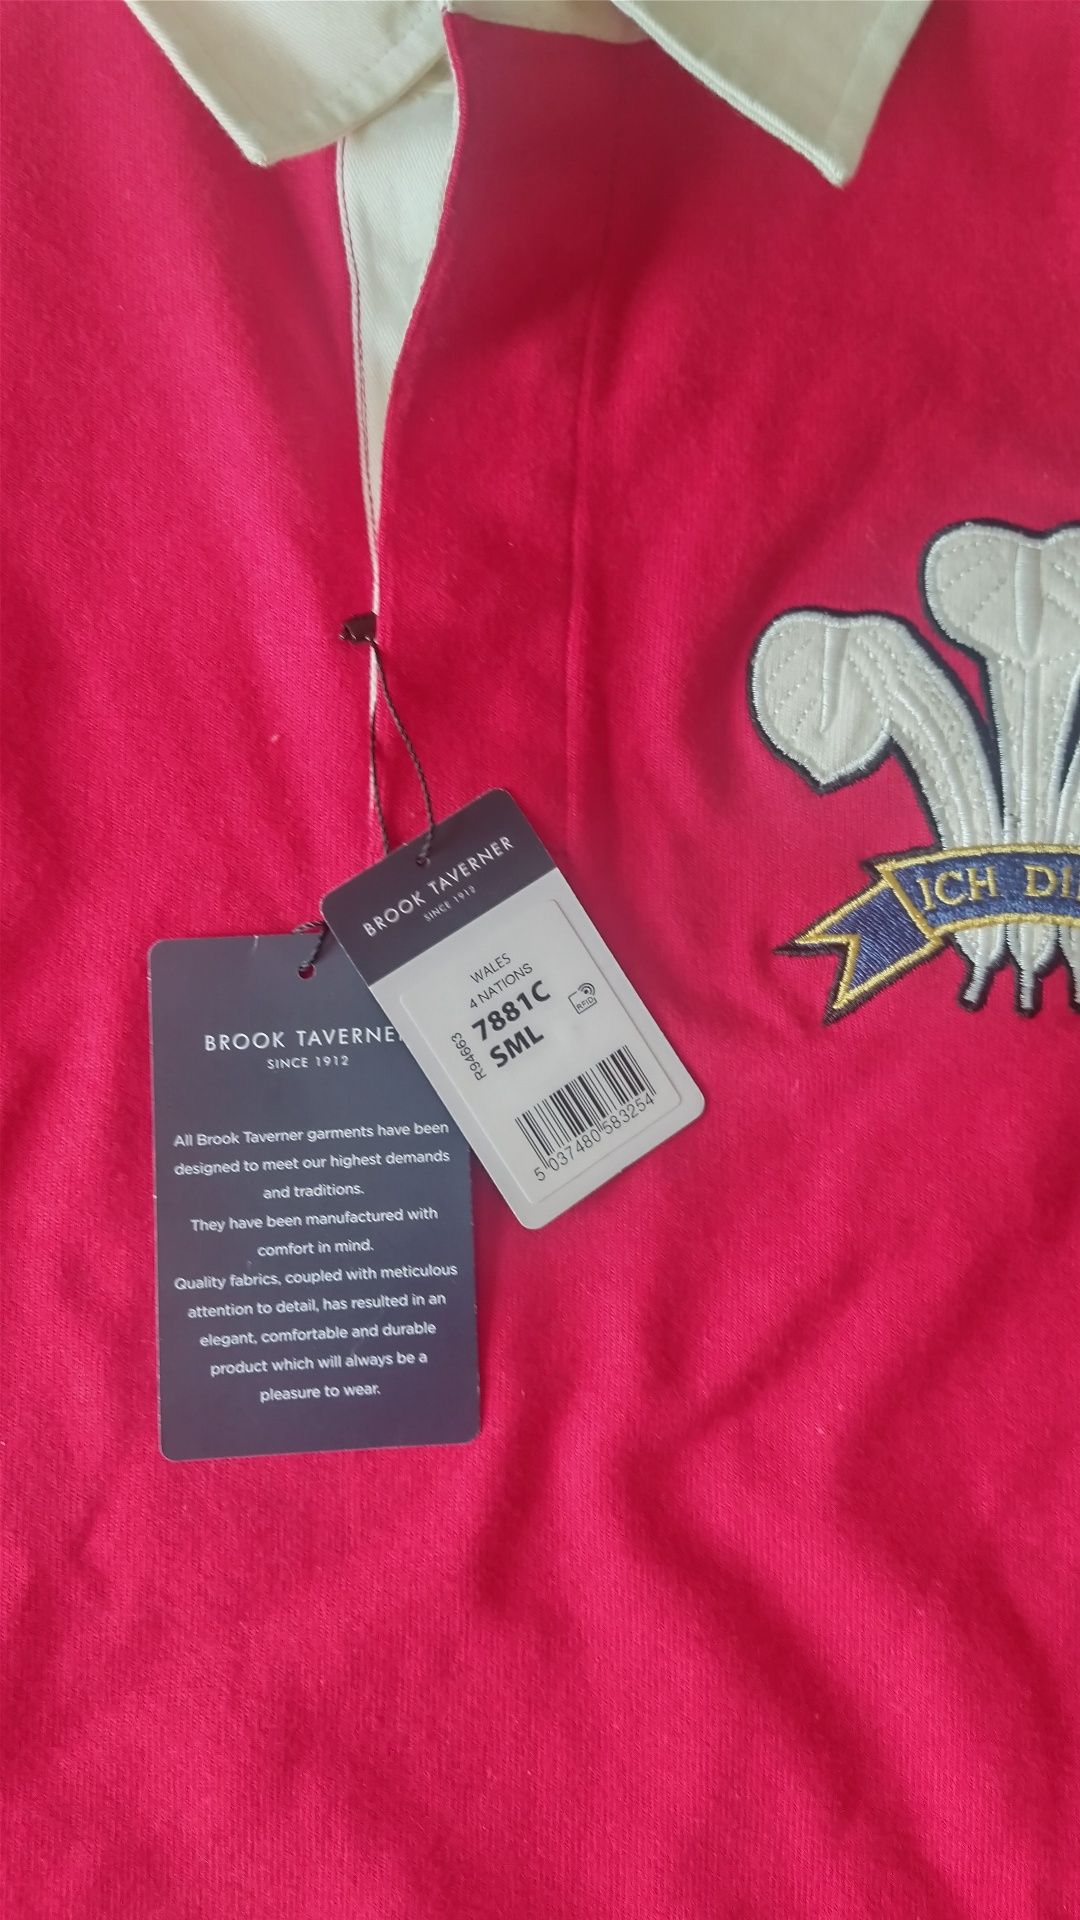 ICH DI
BROOK TAVERNER
SINCE 1912
WALES
4 NATIONS
7881C
SML
R94663
RFID
5 037480 583254
BROOK TAVERNE
SINCE 1912
All Brook Taverner garments have been
designed to meet our highest demands
and traditions.
They have been manufactured with
comfort in mind.
Quality fabrics, coupled with meticulous
attention to detail, has resulted in an
elegant, comfortable and durable
product which will always be a
pleasure to wear.